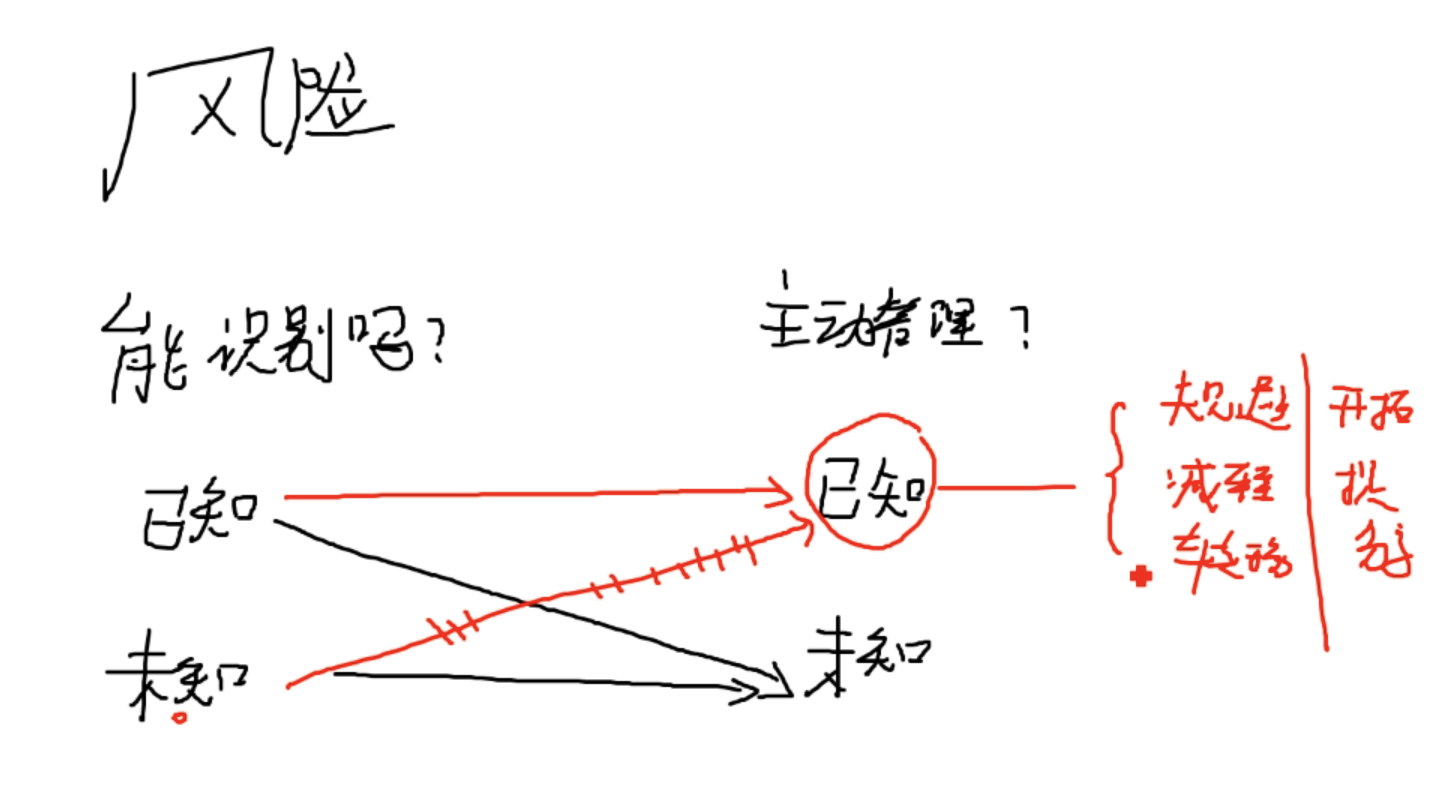 风险
能识别吗? 主动管理?
规避 开拓
已知 已知 减轻 提
转移 分享
未知 未知